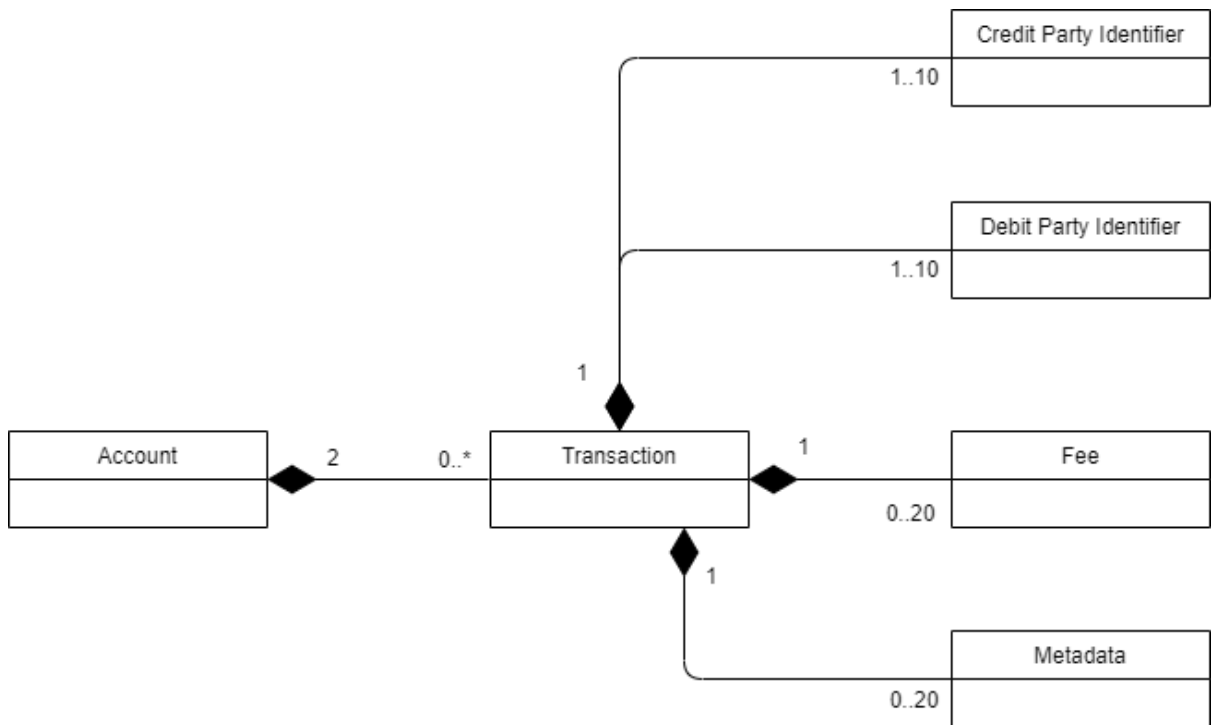 Credit Party Identifier
1..10
Debit Party Identifier
1..10
1
Account
2
0..*
Transaction
1
Fee
0..20
1
Metadata
0..20